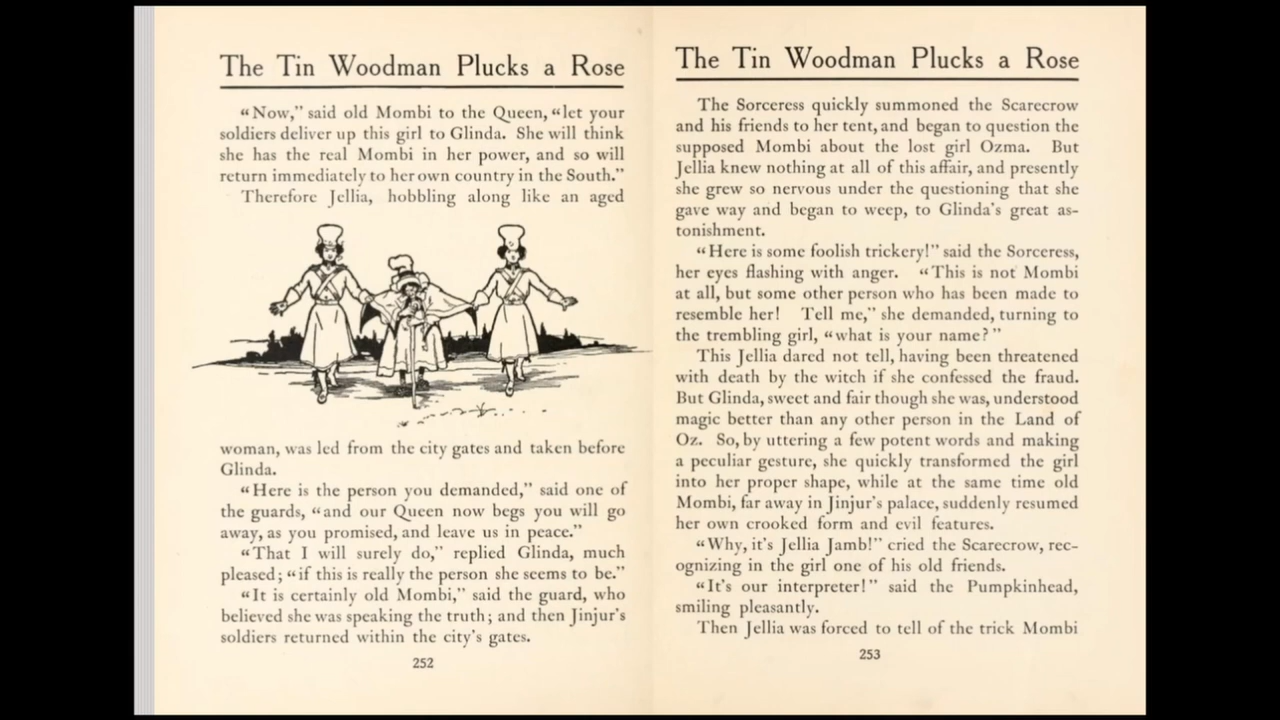 The Tin Woodman Plucks a Rose
“Now,” said old Mombi to the Queen, “let your
soldiers deliver up this girl to Glinda. She will think
she has the real Mombi in her power, and so will
return immediately to her own country in the South.”
Therefore Jellia, hobbling along like an aged
woman, was led from the city gates and taken before
Glinda.
“Here is the person you demanded,” said one of
the guards, “and our Queen now begs you will go
away, as you promised, and leave us in peace.”
“That I will surely do,” replied Glinda, much
pleased; “if this is really the person she seems to be.”
“It is certainly old Mombi,” said the guard, who
believed she was speaking the truth; and then Jinjur’s
soldiers returned within the city’s gates.
252
The Tin Woodman Plucks a Rose
The Sorceress quickly summoned the Scarecrow
and his friends to her tent, and began to question the
supposed Mombi about the lost girl Ozma. But
Jellia knew nothing at all of this affair, and presently
she grew so nervous under the questioning that she
gave way and began to weep, to Glinda’s great as-
tonishment.
“Here is some foolish trickery!” said the Sorceress,
her eyes flashing with anger. “This is not Mombi
at all, but some other person who has been made to
resemble her! Tell me,” she demanded, turning to
the trembling girl, “what is your name?”
This Jellia dared not tell, having been threatened
with death by the witch if she confessed the fraud.
But Glinda, sweet and fair though she was, understood
magic better than any other person in the Land of
Oz. So, by uttering a few potent words and making
a peculiar gesture, she quickly transformed the girl
into her proper shape, while at the same time old
Mombi, far away in Jinjur’s palace, suddenly resumed
her own crooked form and evil features.
“Why, it’s Jellia Jamb!” cried the Scarecrow, rec-
ognizing in the girl one of his old friends.
“It’s our interpreter!” said the Pumpkinhead,
smiling pleasantly.
Then Jellia was forced to tell of the trick Mombi
253